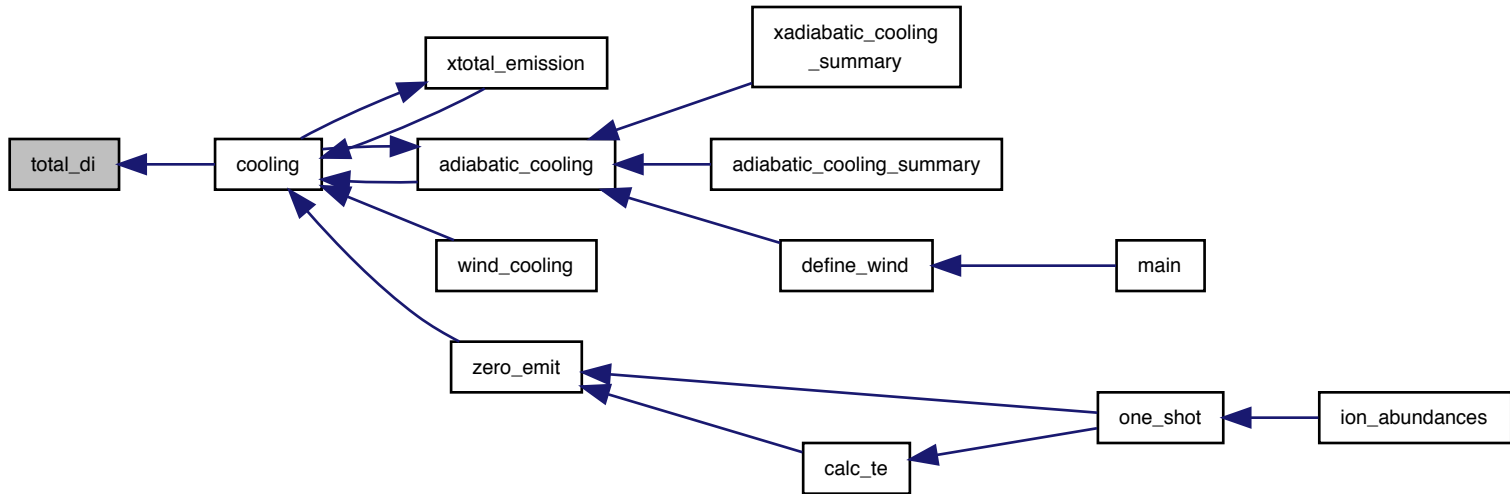 xadiabatic_cooling
_summary
xtotal_emission
total_di
cooling
adiabatic_cooling
adiabatic_cooling_summary
wind_cooling
define_wind
main
zero_emit
one_shot
ion_abundances
calc_te